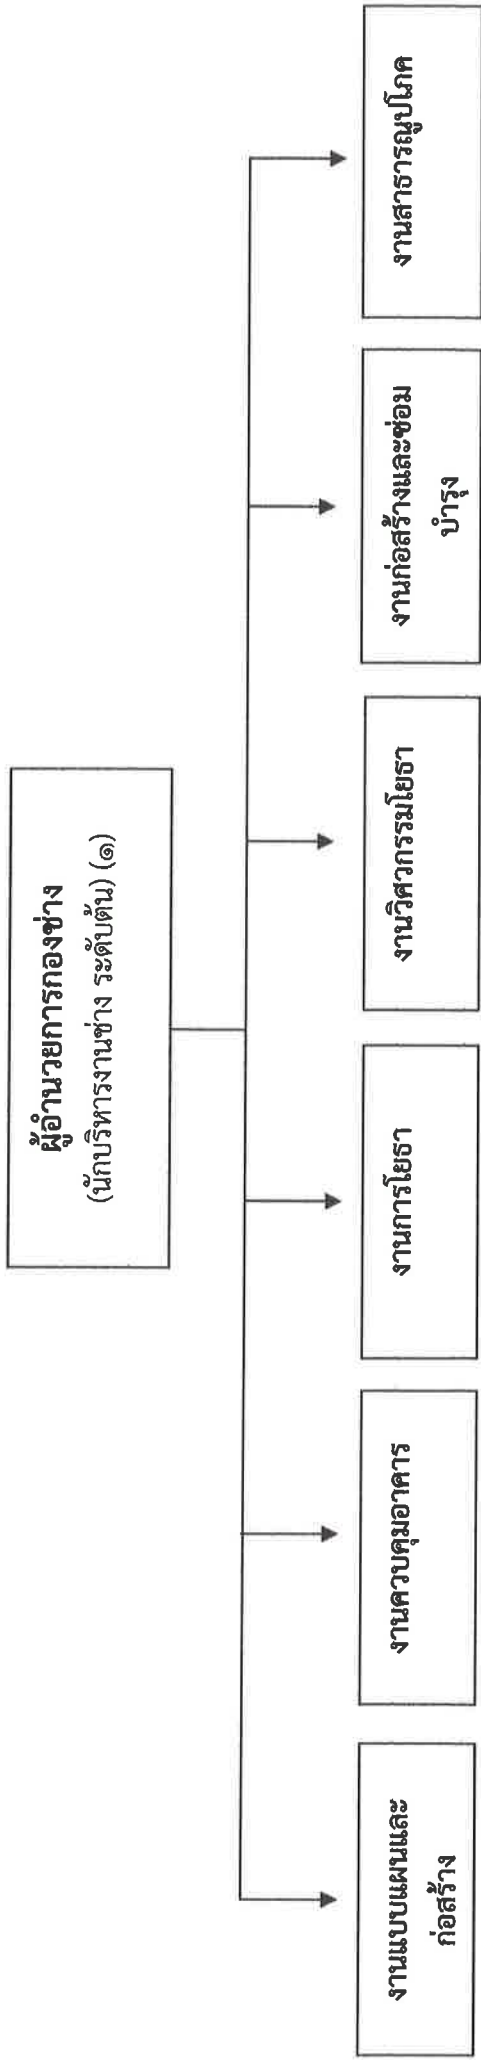 ผู้อำนวยการกองช่าง
(นักบริหารงานช่าง ระดับต้น) (๑)
งานแบบแผนและ
ก่อสร้าง
งานควบคุมอาคาร
งานการโยธา
งานวิศวกรรมโยธา
งานก่อสร้างและซ่อม
บำรุง
งานสาธารณูปโภค